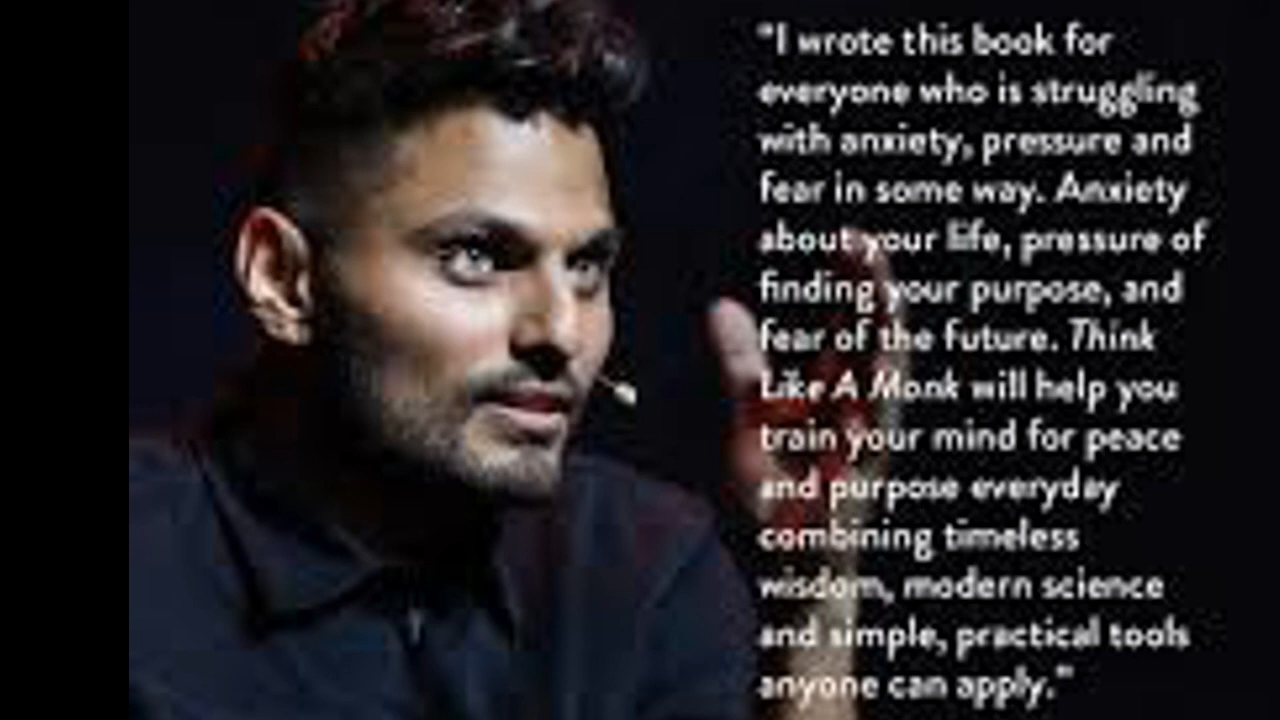 "I wrote this book for
everyone who is struggling
with anxiety, pressure and
fear in some way. Anxiety
about your life, pressure of
finding your purpose, and
fear of the future. Think
Like A Monk will help you
train your mind for peace
and purpose everyday
combining timeless
wisdom, modern science
and simple, practical tools
anyone can apply."